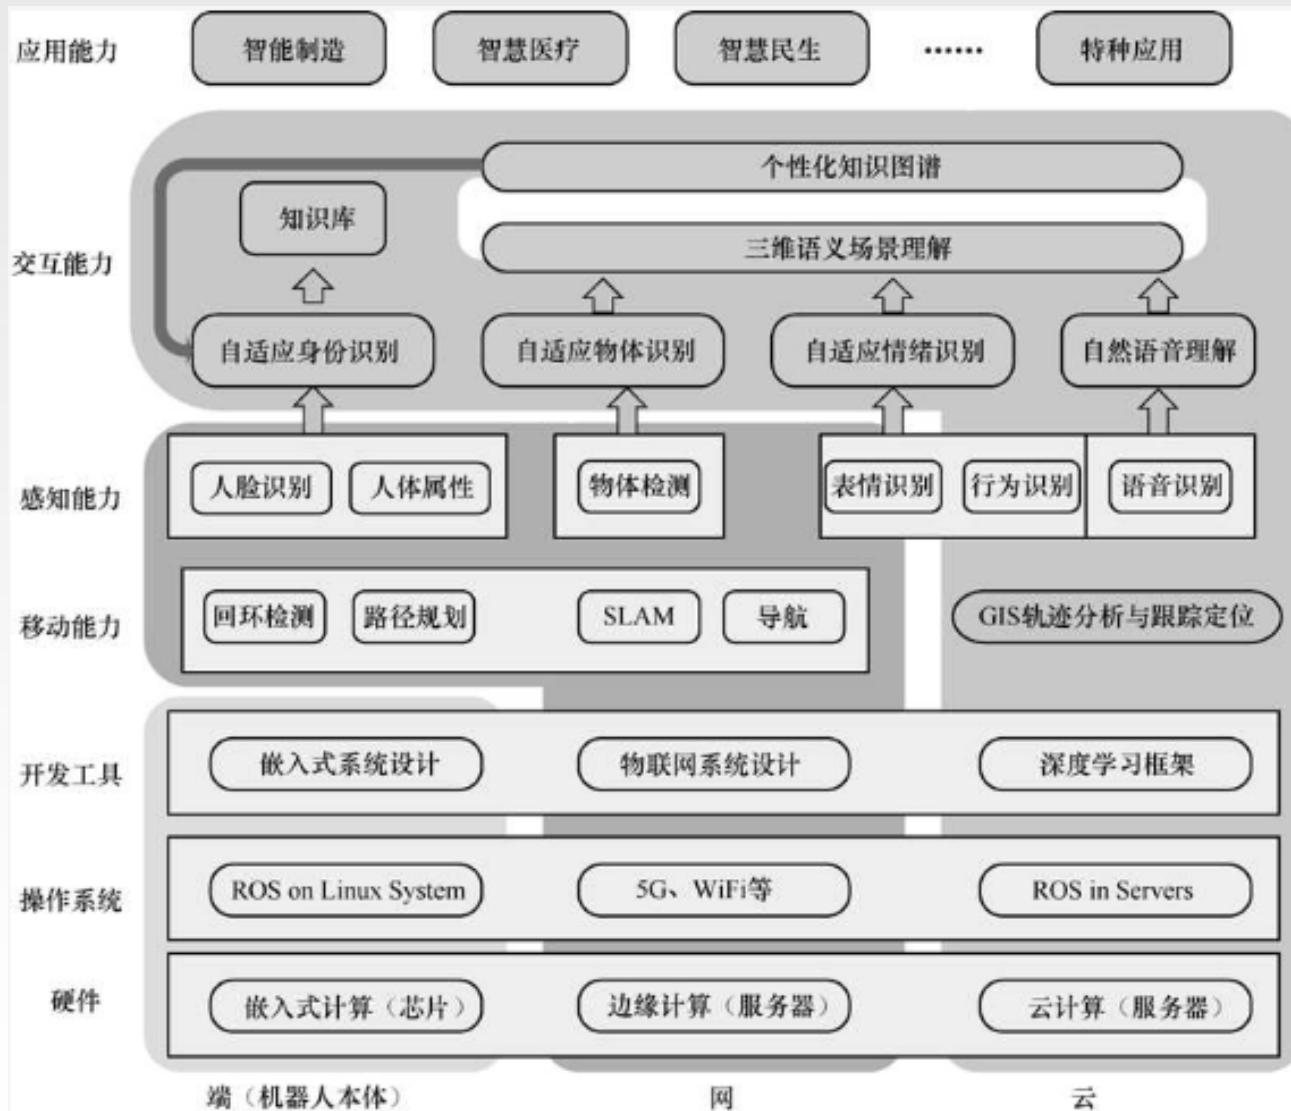 应用能力
智能制造
智慧医疗
智慧民生
……
特种应用
个性化知识图谱
知识库
三维语义场景理解
交互能力
自适应身份识别
自适应物体识别
自适应情绪识别
自然语音理解
感知能力
人脸识别
人体属性
物体检测
表情识别
行为识别
语音识别
移动能力
回环检测
路径规划
SLAM
导航
GIS轨迹分析与跟踪定位
开发工具
嵌入式系统设计
物联网系统设计
深度学习框架
操作系统
ROS on Linux System
5G、WiFi等
ROS in Servers
硬件
嵌入式计算（芯片）
边缘计算（服务器）
云计算（服务器）
端（机器人本体）
网
云